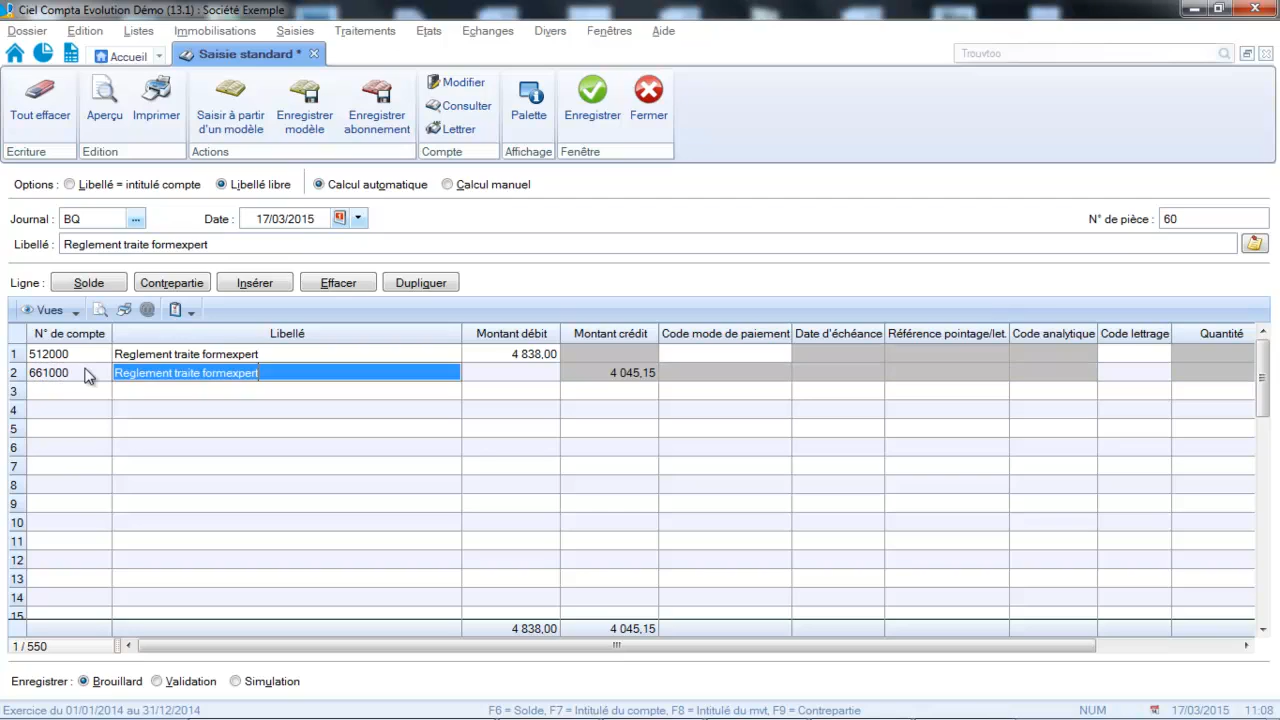 Ciel Compta Evolution Démo (13.1) : Société Exemple
Dossier Edition Listes Immobilisations Saisies Traitements Etats Echanges Divers Fenêtres Aide
Accueil Saisie standard * Trouvtoo
Tout effacer Aperçu Imprimer Saisir à partir d'un modèle Enregistrer modèle Enregistrer abonnement Modifier Consulter Lettrer Palette Enregistrer Fermer
Ecriture Edition Actions Compte Affichage Fenêtre
Options : Libellé = intitulé compte Libellé libre Calcul automatique Calcul manuel
Journal : BQ ... Date : 17/03/2015 N° de pièce : 60
Libellé : Reglement traite formexpert
Ligne : Solde Contrepartie Insérer Effacer Dupliquer
Vues
N° de compte Libellé Montant débit Montant crédit Code mode de paiement Date d'échéance Référence pointage/let. Code analytique Code lettrage Quantité
1 512000 Reglement traite formexpert 4 838,00
2 661000 Reglement traite formexpert 4 045,15
3
4
5
6
7
8
9
10
11
12
13
14
15
4 838,00 4 045,15
1 / 550
Enregistrer : Brouillard Validation Simulation
Exercice du 01/01/2014 au 31/12/2014 F6 = Solde, F7 = Intitulé du compte, F8 = Intitulé du mvt, F9 = Contrepartie NUM 17/03/2015 11:08